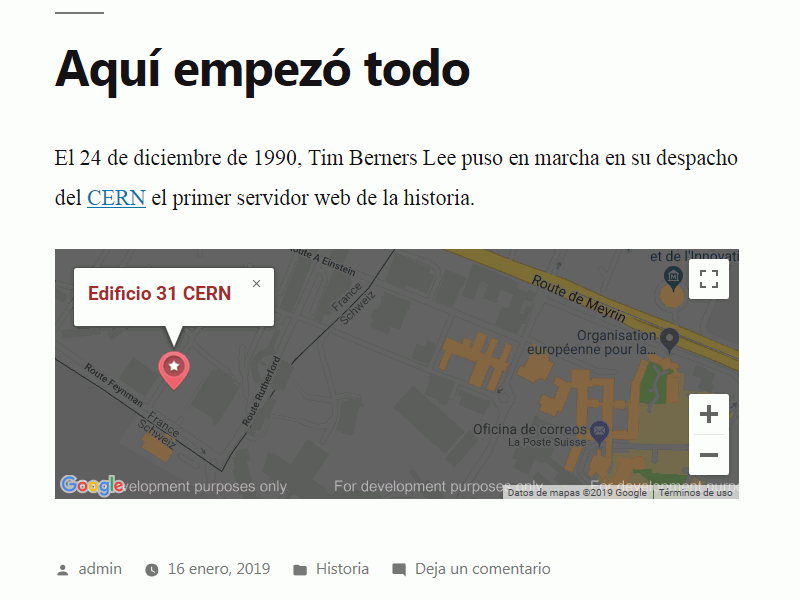 Aquí empezó todo
El 24 de diciembre de 1990, Tim Berners Lee puso en marcha en su despacho
del CERN el primer servidor web de la historia.
Edificio 31 CERN
×
Route A Einstein
France
Schweiz
et de l'Innovati
Route de Meyrin
Organisation
européenne pour la...
Route Feynman
Route Rutherford
France
Schweiz
Oficina de correos
La Poste Suisse
+
−
Google
velopment purposes only
For development purposes only
For development purpo
Datos de mapas ©2019 Google
Términos de uso
admin
16 enero, 2019
Historia
Deja un comentario